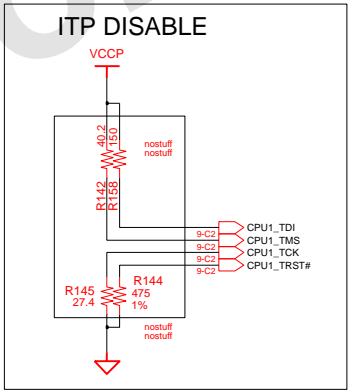 ITP DISABLE
VCCP
40.2
150
nostuff
nostuff
R142
R158
CPU1_TDI
9-C2
CPU1_TMS
9-C2
CPU1_TCK
9-C2
CPU1_TRST#
9-C2
R145
27.4
R144
475
1%
nostuff
nostuff